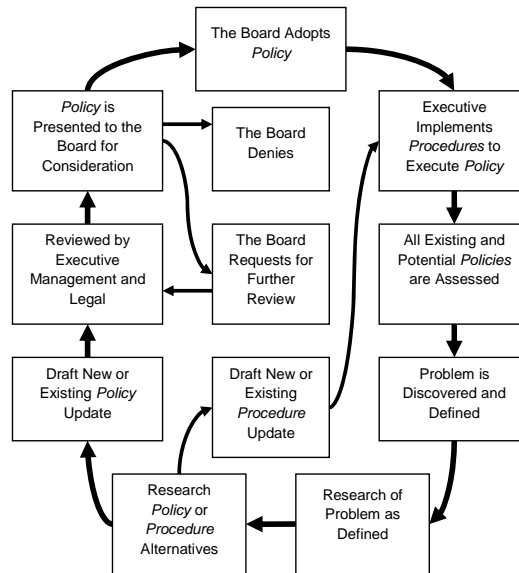 The Board Adopts
Policy
Policy is
Presented to the
Board for
Consideration
The Board
Denies
Executive
Implements
Procedures to
Execute Policy
Reviewed by
Executive
Management and
Legal
The Board
Requests for
Further
Review
All Existing and
Potential Policies
are Assessed
Draft New or
Existing Policy
Update
Draft New or
Existing
Procedure
Update
Problem is
Discovered and
Defined
Research
Policy or
Procedure
Alternatives
Research of
Problem as
Defined